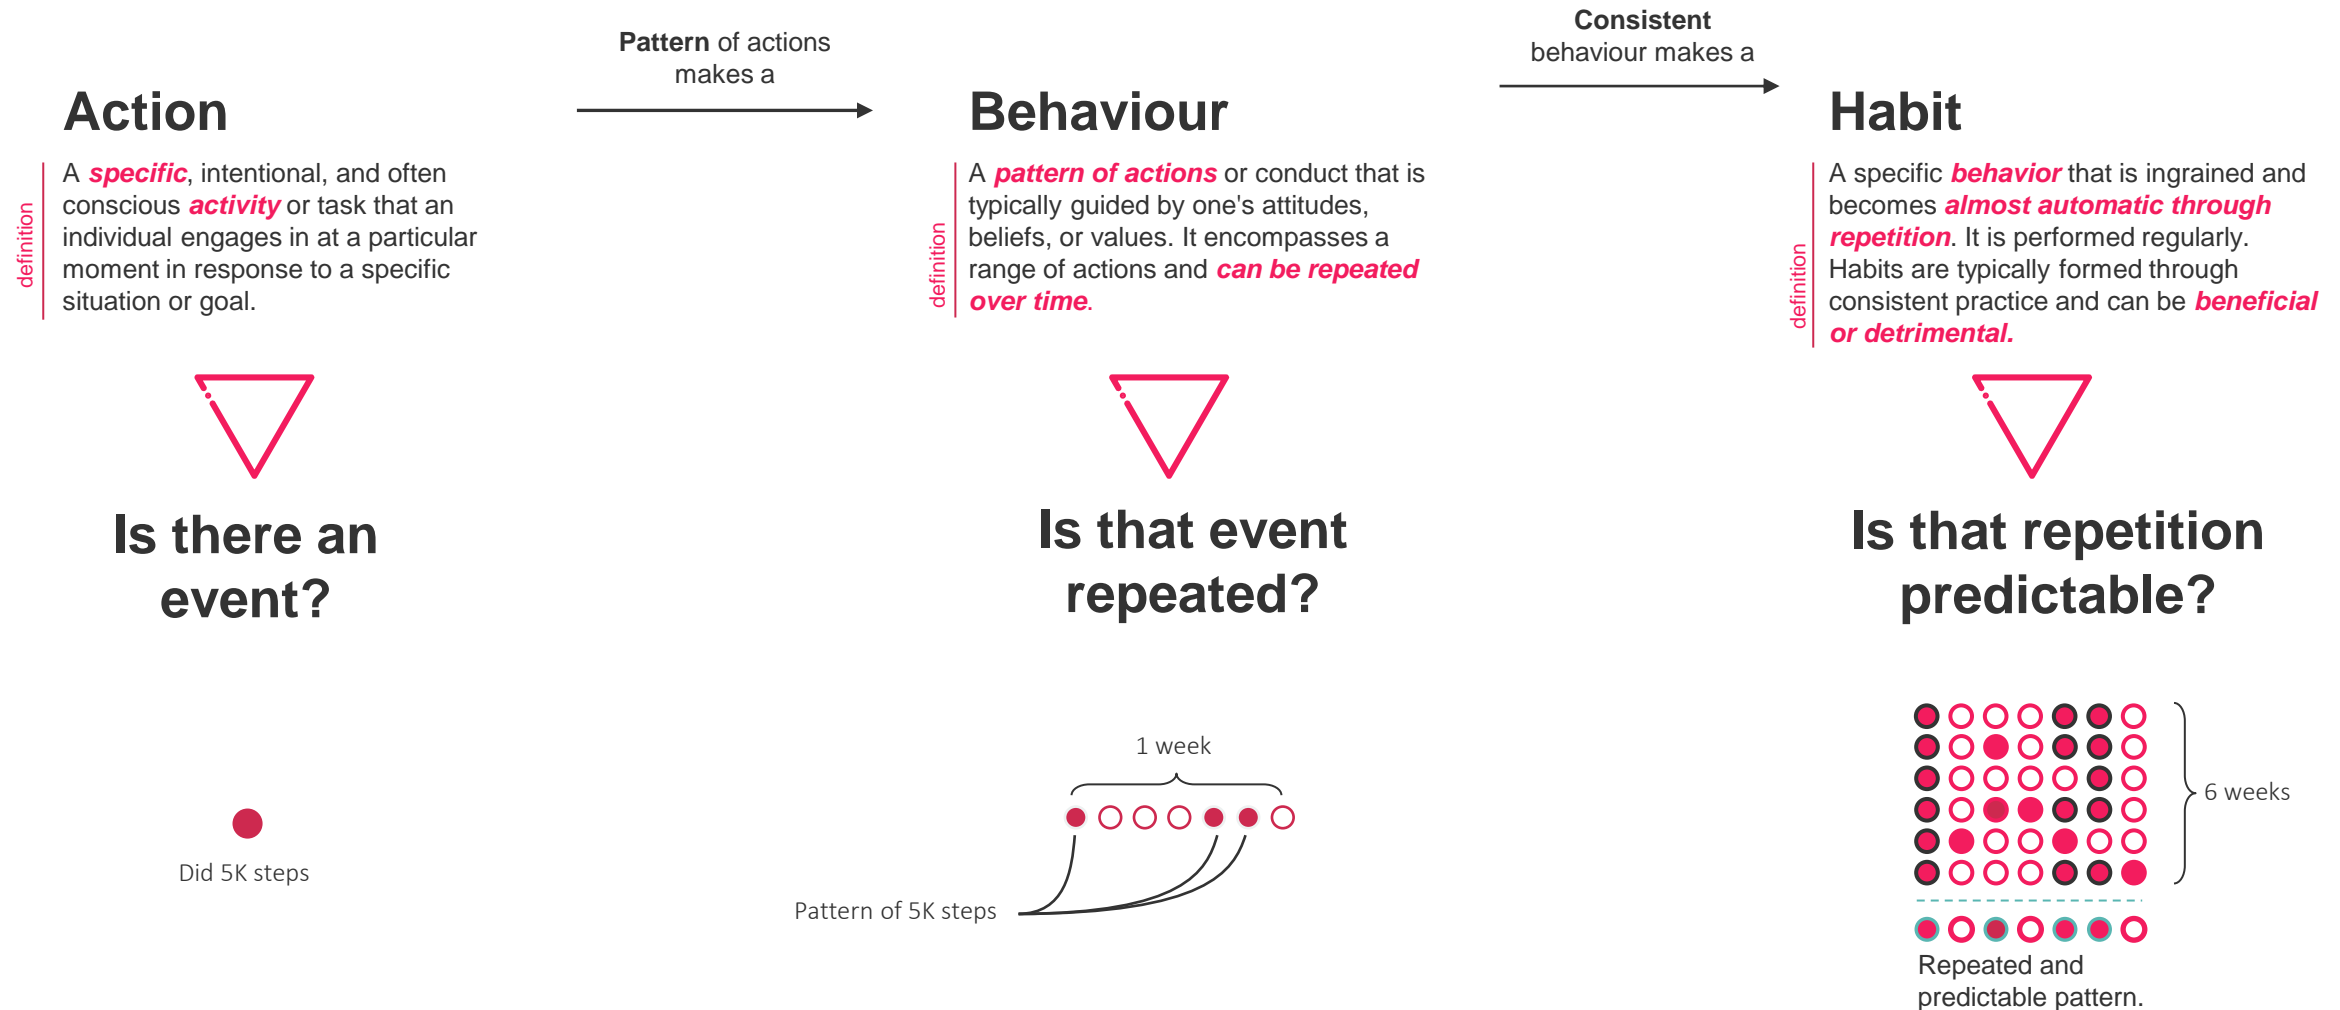 Action
definition
A specific, intentional, and often
conscious activity or task that an
individual engages in at a particular
moment in response to a specific
situation or goal.
Is there an
event?
Did 5K steps
Pattern of actions
makes a
Behaviour
definition
A pattern of actions or conduct that is
typically guided by one's attitudes,
beliefs, or values. It encompasses a
range of actions and can be repeated
over time.
Is that event
repeated?
1 week
Pattern of 5K steps
Consistent
behaviour makes a
Habit
definition
A specific behavior that is ingrained and
becomes almost automatic through
repetition. It is performed regularly.
Habits are typically formed through
consistent practice and can be beneficial
or detrimental.
Is that repetition
predictable?
6 weeks
Repeated and
predictable pattern.